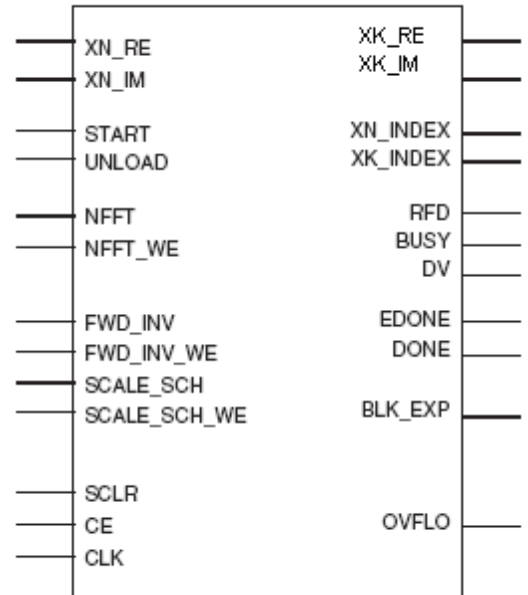 XN_RE
XN_IM
START
UNLOAD
NFFT
NFFT_WE
FWD_INV
FWD_INV_WE
SCALE_SCH
SCALE_SCH_WE
SCLR
CE
CLK
XK_RE
XK_IM
XN_INDEX
XK_INDEX
RFD
BUSY
DV
EDONE
DONE
BLK_EXP
OVFLO